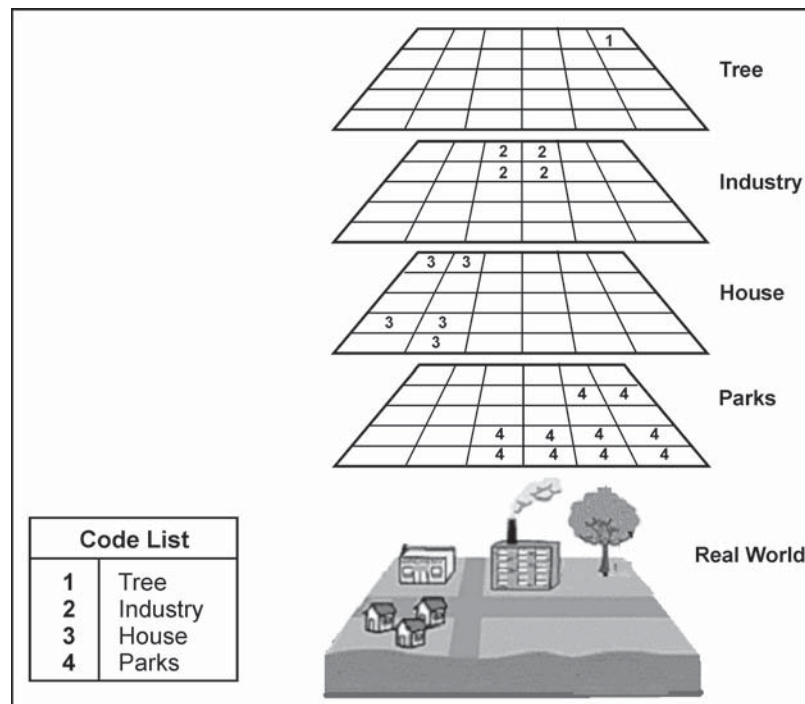 1
Tree
2 2
2 2
Industry
3 3
3 3
3
House
4 4
4 4 4 4
4 4 4 4
Parks
Real World
Code List
1 Tree
2 Industry
3 House
4 Parks